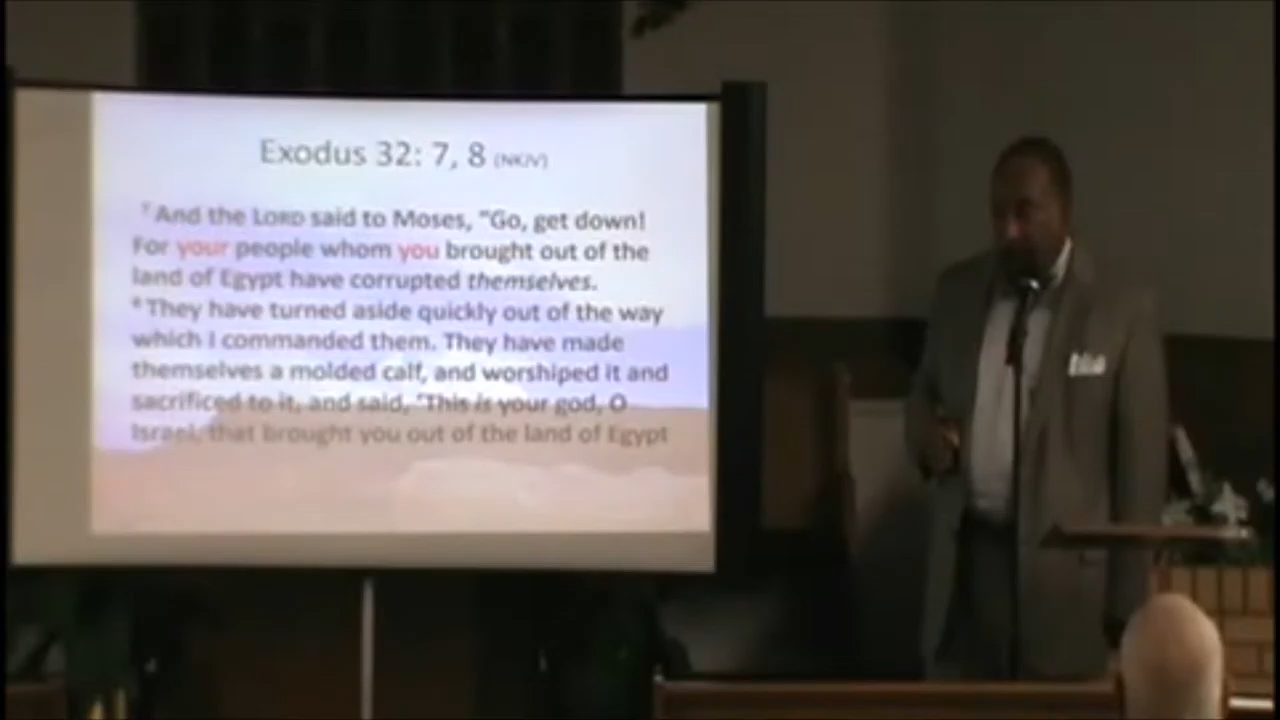 Exodus 32: 7, 8 (NKJV)
7 And the LORD said to Moses, "Go, get down!
For your people whom you brought out of the
land of Egypt have corrupted themselves.
8 They have turned aside quickly out of the way
which I commanded them. They have made
themselves a molded calf, and worshiped it and
sacrificed to it, and said, 'This is your god, O
Israel, that brought you out of the land of Egypt